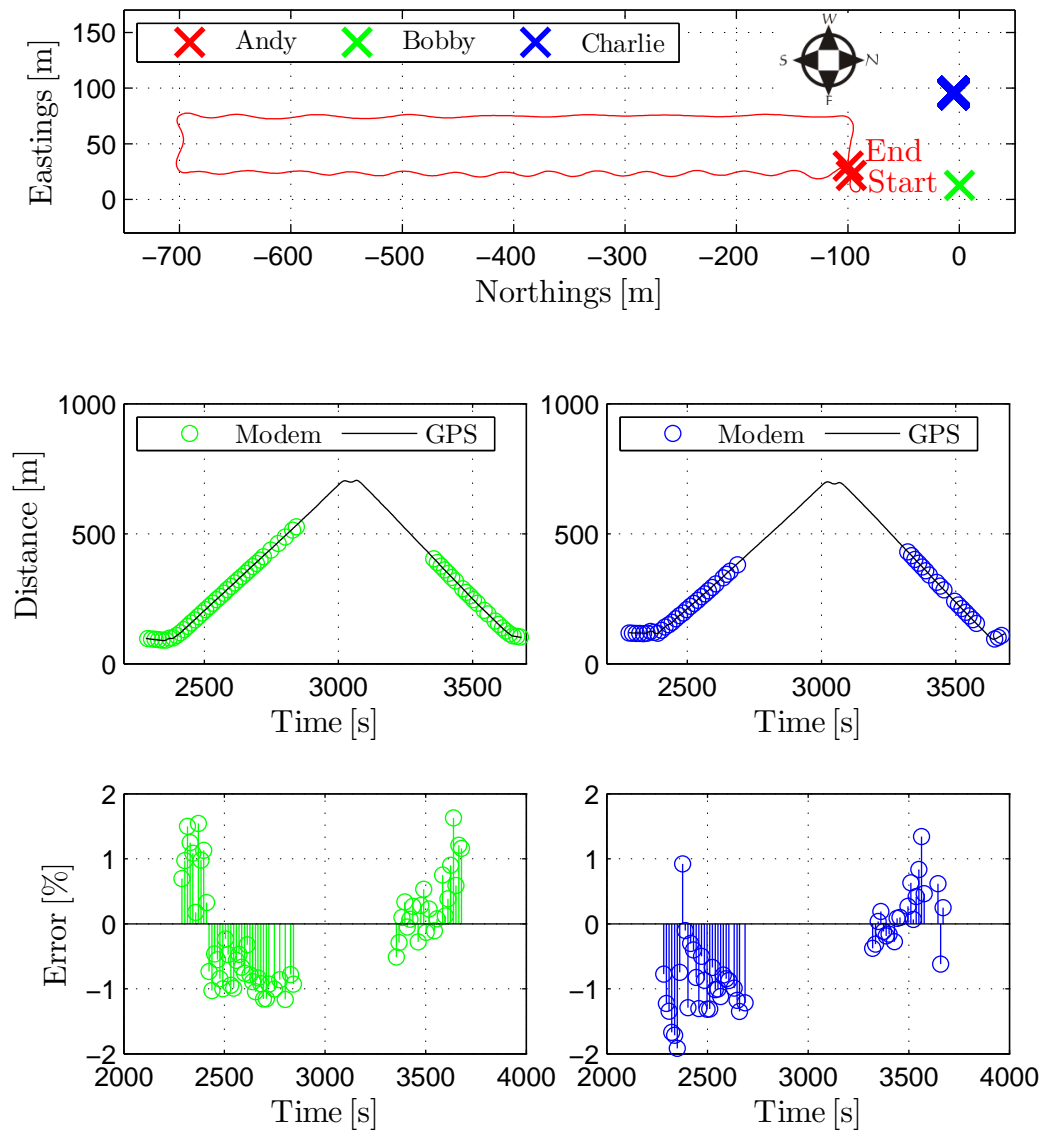 150
100
50
0
Eastings [m]
Andy Bobby Charlie
W
S N
E
End
Start
−700 −600 −500 −400 −300 −200 −100 0
Northings [m]
1000
500
0
Distance [m]
Modem GPS
2500 3000 3500
Time [s]
Modem GPS
1000
500
0
2500 3000 3500
Time [s]
2
1
0
−1
−2
Error [%]
2000 2500 3000 3500 4000
Time [s]
2
1
0
−1
−2
2000 2500 3000 3500 4000
Time [s]